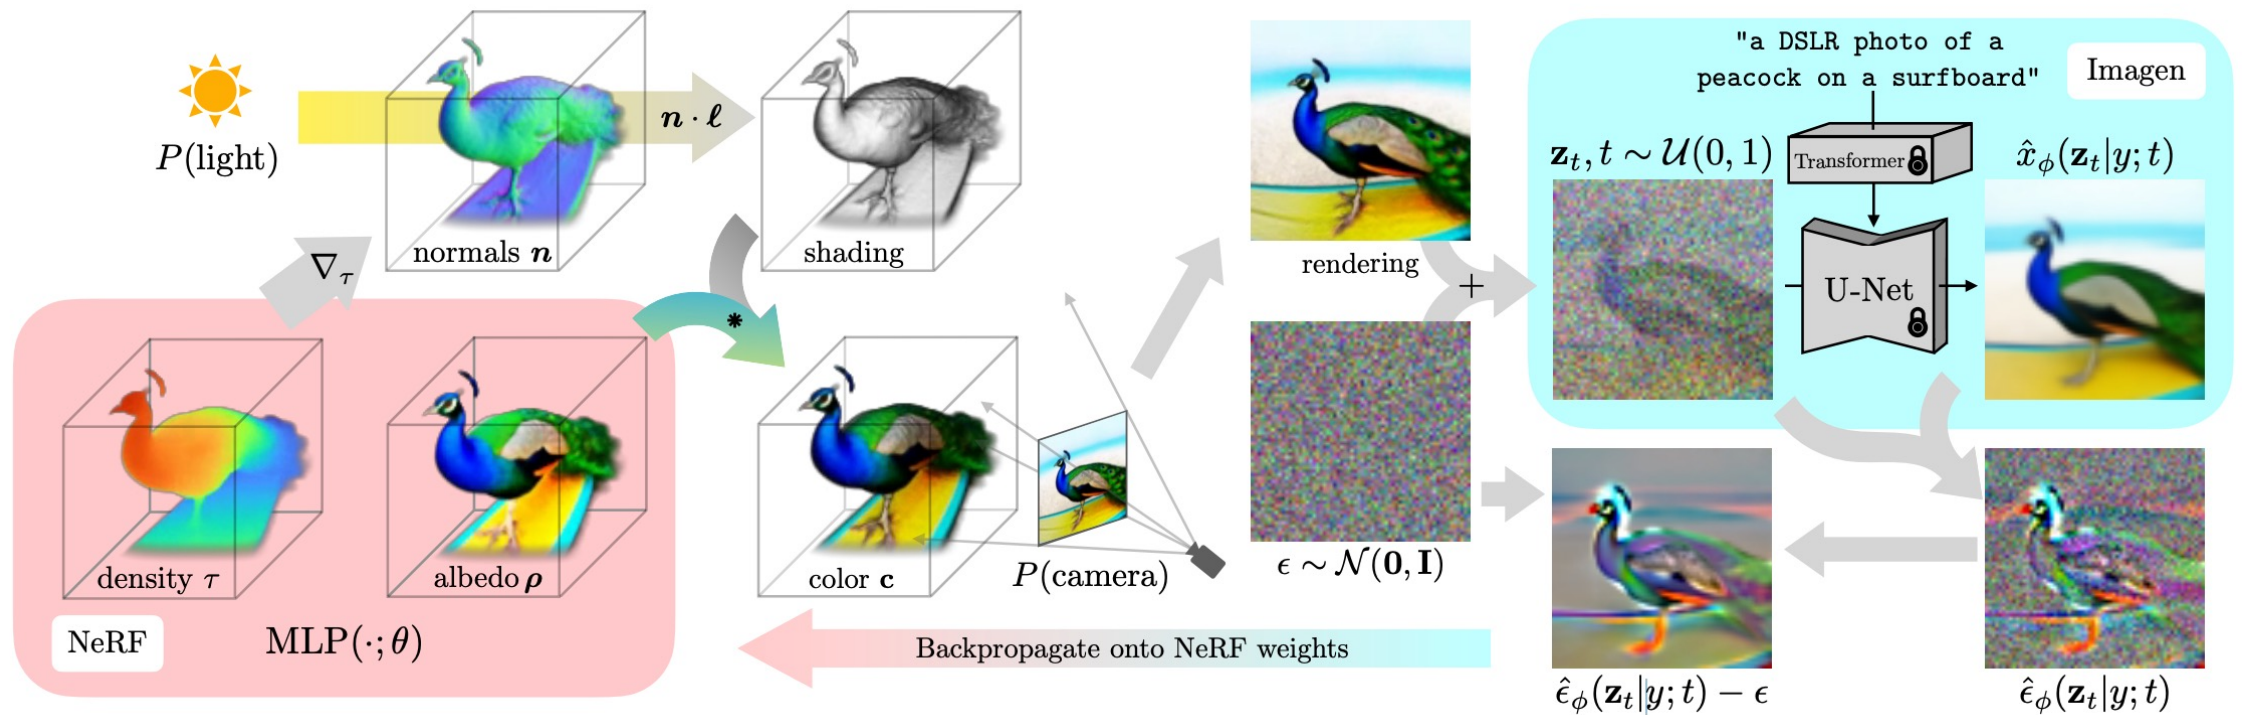 P(light)
n · ℓ
normals n
shading
∇τ
density τ
albedo ρ
NeRF
MLP(·; θ)
*
color c
P(camera)
rendering
+
ϵ ∼ 𝒩(0, I)
Backpropagate onto NeRF weights
"a DSLR photo of a
peacock on a surfboard"
Imagen
z_t, t ∼ 𝒰(0, 1)
Transformer
x̂_ϕ(z_t|y; t)
U-Net
ϵ̂_ϕ(z_t|y; t) − ϵ
ϵ̂_ϕ(z_t|y; t)